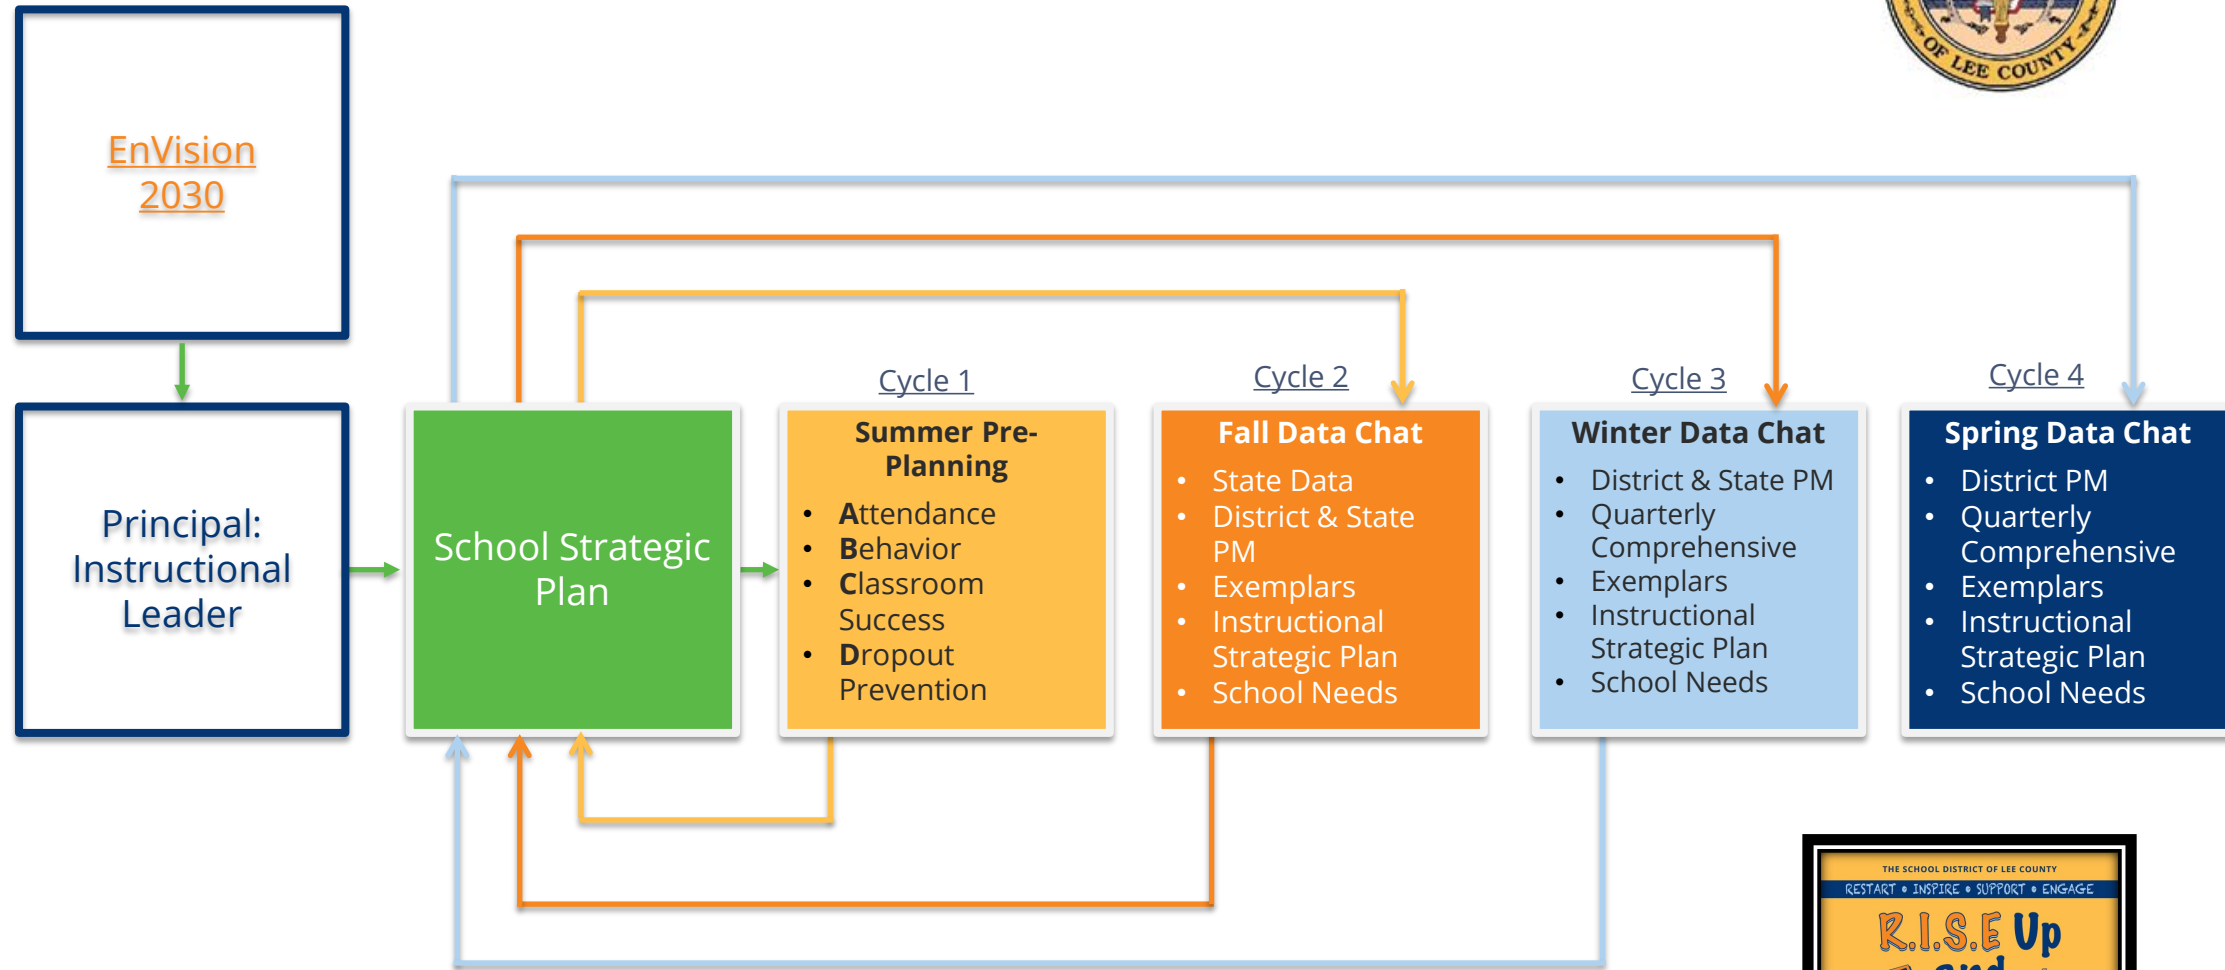 OF LEE COUNTY
EnVision
2030
Cycle 1
Cycle 2
Cycle 3
Cycle 4
Principal:
Instructional
Leader
School Strategic
Plan
Summer Pre-
Planning
• Attendance
• Behavior
• Classroom
Success
• Dropout
Prevention
Fall Data Chat
• State Data
• District & State
PM
• Exemplars
• Instructional
Strategic Plan
• School Needs
Winter Data Chat
• District & State PM
• Quarterly
Comprehensive
• Exemplars
• Instructional
Strategic Plan
• School Needs
Spring Data Chat
• District PM
• Quarterly
Comprehensive
• Exemplars
• Instructional
Strategic Plan
• School Needs
THE SCHOOL DISTRICT OF LEE COUNTY
RESTART • INSPIRE • SUPPORT • ENGAGE
R.I.S.E Up
and